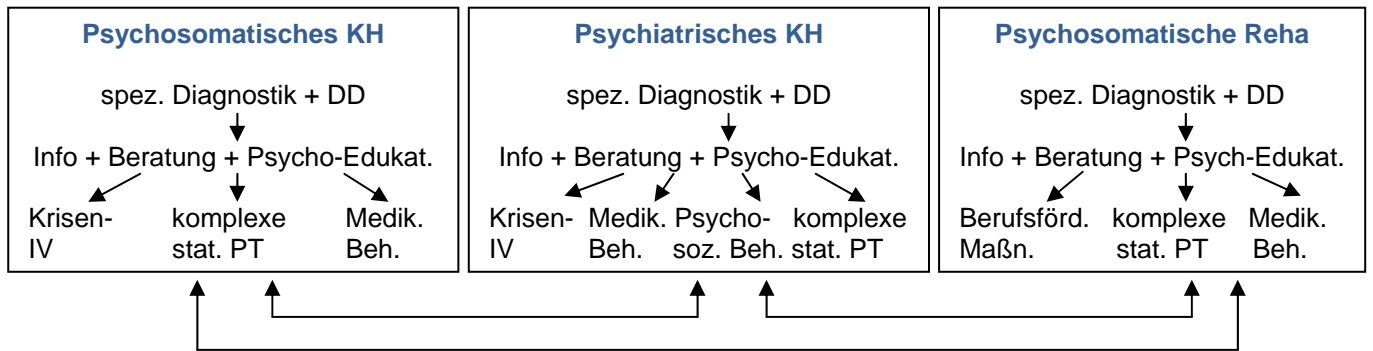 Psychosomatisches KH
spez. Diagnostik + DD
Info + Beratung + Psycho-Edukat.
Krisen- komplexe Medik.
IV stat. PT Beh.
Psychiatrisches KH
spez. Diagnostik + DD
Info + Beratung + Psycho-Edukat.
Krisen- Medik. Psycho- komplexe
IV Beh. soz. Beh. stat. PT
Psychosomatische Reha
spez. Diagnostik + DD
Info + Beratung + Psych-Edukat.
Berufsförd. komplexe Medik.
Maßn. stat. PT Beh.